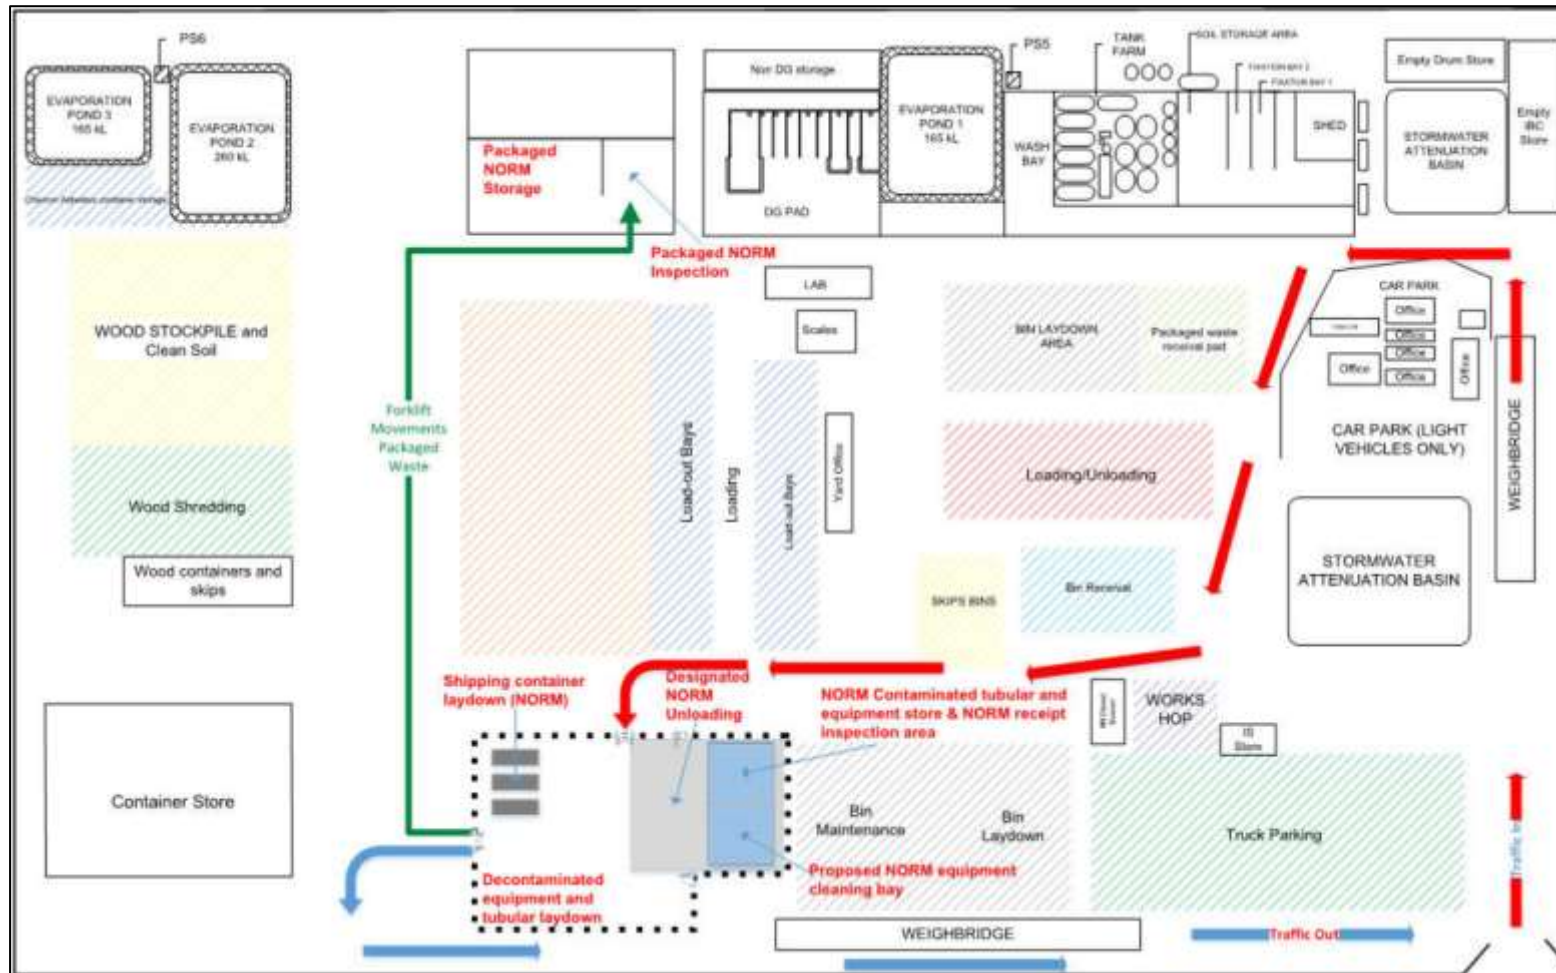 PS6
EVAPORATION
POND 3
165 kL
EVAPORATION
POND 2
260 kL
Packaged
NORM
Storage
Packaged NORM
Inspection
Non DG storage
DG PAD
EVAPORATION
POND 1
165 kL
PS5
WASH
BAY
TANK
FARM
SOIL STORAGE AREA
SHED
Empty Drum Store
STORMWATER
ATTENUATION
BASIN
Empty
IBC
Store
WOOD STOCKPILE and
Clean Soil
Wood Shredding
Wood containers and
skips
Container Store
Forklift
Movements
Packaged
Waste
LAB
Scales
Load-out Bays
Loading
Load-out Bays
Yard Office
BIN LAYDOWN
AREA
Packaged waste
receival pad
Loading/Unloading
SKIPS BINS
Bin Receival
CAR PARK
Office
Office
Office
Office
Office
Office
CAR PARK (LIGHT
VEHICLES ONLY)
WEIGHBRIDGE
STORMWATER
ATTENUATION BASIN
Shipping container
laydown (NORM)
Designated
NORM
Unloading
NORM Contaminated tubular and
equipment store & NORM receipt
inspection area
Decontaminated
equipment and
tubular laydown
Proposed NORM equipment
cleaning bay
Bin
Maintenance
Bin
Laydown
WORKS
HOP
Store
Truck Parking
WEIGHBRIDGE
Traffic Out
Traffic In